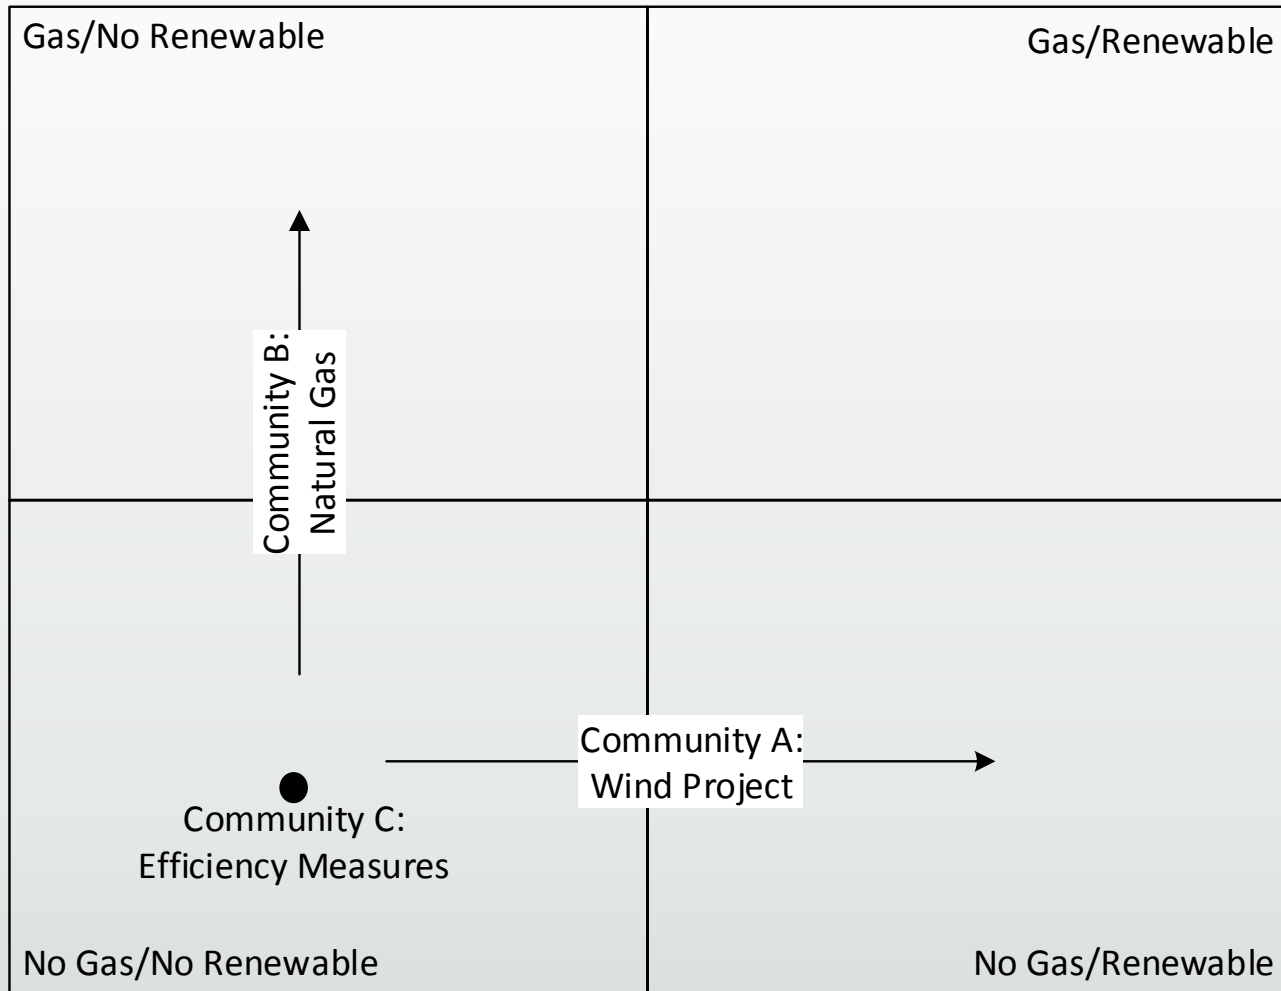 Gas/No Renewable
Gas/Renewable
Community B:
Natural Gas
Community A:
Wind Project
Community C:
Efficiency Measures
No Gas/No Renewable
No Gas/Renewable